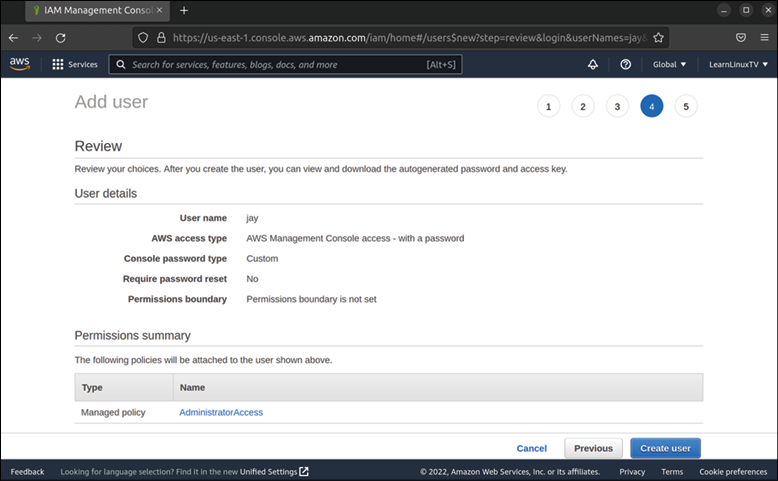 IAM Management Consol
https://us-east-1.console.aws.amazon.com/iam/home#/users$new?step=review&login&userNames=jay&
aws
Services
Search for services, features, blogs, docs, and more
[Alt+S]
Global
LearnLinuxTV
Add user
1 2 3 4 5
Review
Review your choices. After you create the user, you can view and download the autogenerated password and access key.
User details
User name jay
AWS access type AWS Management Console access - with a password
Console password type Custom
Require password reset No
Permissions boundary Permissions boundary is not set
Permissions summary
The following policies will be attached to the user shown above.
Type Name
Managed policy AdministratorAccess
Cancel Previous Create user
Feedback Looking for language selection? Find it in the new Unified Settings © 2022, Amazon Web Services, Inc. or its affiliates. Privacy Terms Cookie preferences